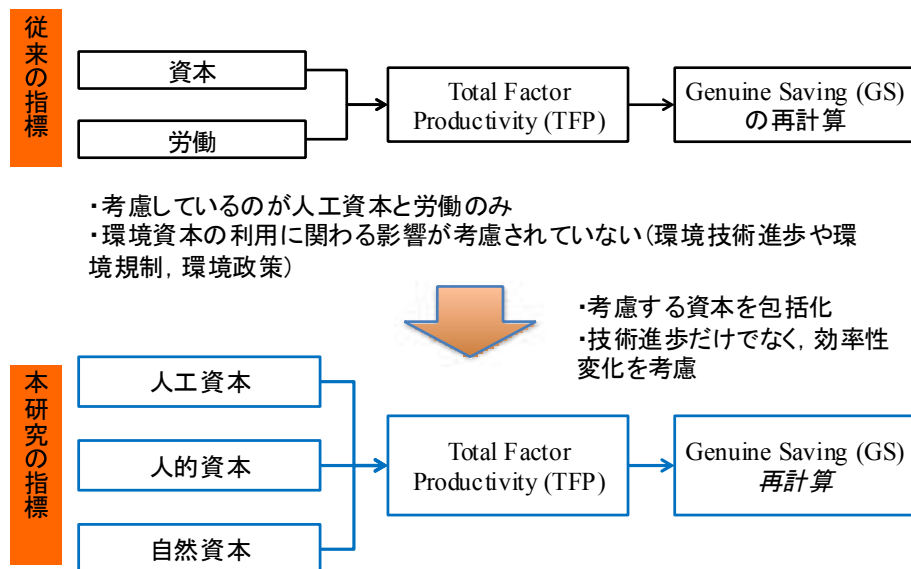 従来の指標
資本
労働
Total Factor
Productivity (TFP)
Genuine Saving (GS)
の再計算
・考慮しているのが人工資本と労働のみ
・環境資本の利用に関わる影響が考慮されていない(環境技術進歩や環
境規制, 環境政策)
・考慮する資本を包括化
・技術進歩だけでなく, 効率性
変化を考慮
本研究の指標
人工資本
人的資本
自然資本
Total Factor
Productivity (TFP)
Genuine Saving (GS)
再計算